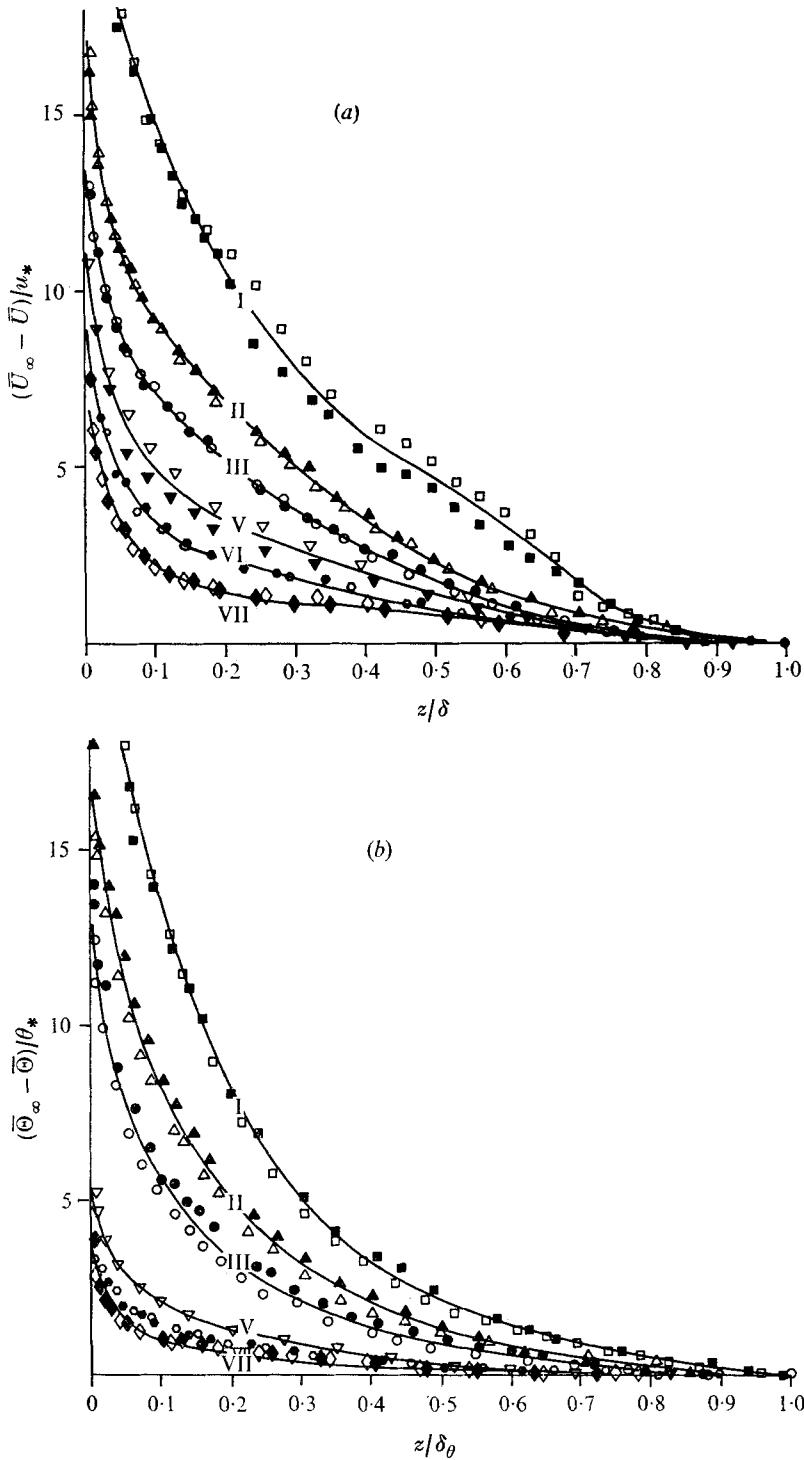 (a)
15
10
5
0
(U̅∞ − U̅)/u*
I
II
III
V
VI
VII
0
0·1
0·2
0·3
0·4
0·5
0·6
0·7
0·8
0·9
1·0
z/δ
(b)
15
10
5
(Θ̅∞ − Θ̅)/θ*
I
II
III
V
VII
0
0·1
0·2
0·3
0·4
0·5
0·6
0·7
0·8
0·9
1·0
z/δθ